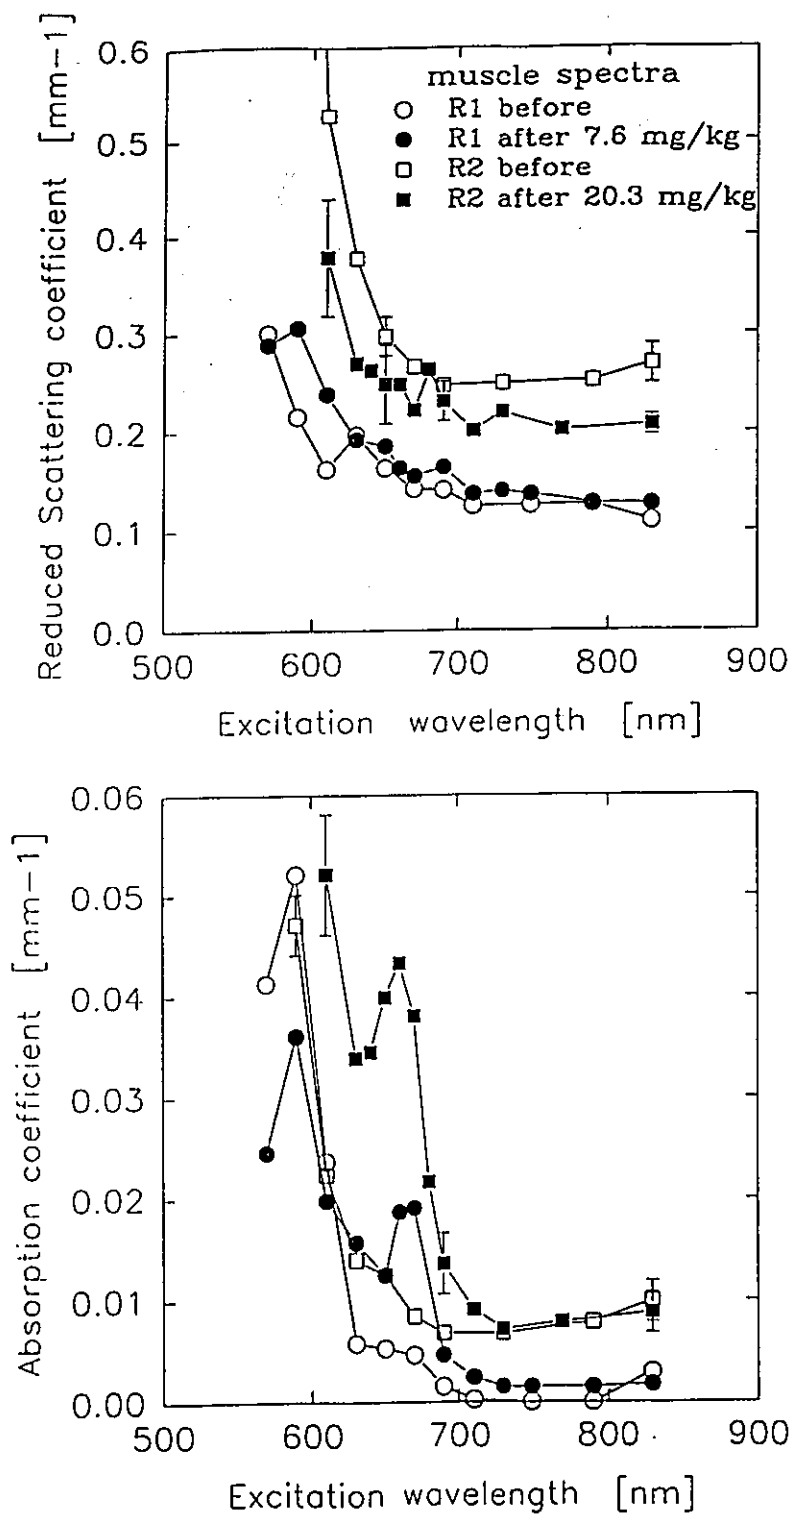 0.6
0.5
0.4
0.3
0.2
0.1
0.0
Reduced Scattering coefficient [mm−1]
muscle spectra
R1 before
R1 after 7.6 mg/kg
R2 before
R2 after 20.3 mg/kg
500 600 700 800 900
Excitation wavelength [nm]
0.06
0.05
0.04
0.03
0.02
0.01
0.00
Absorption coefficient [mm−1]
500 600 700 800 900
Excitation wavelength [nm]